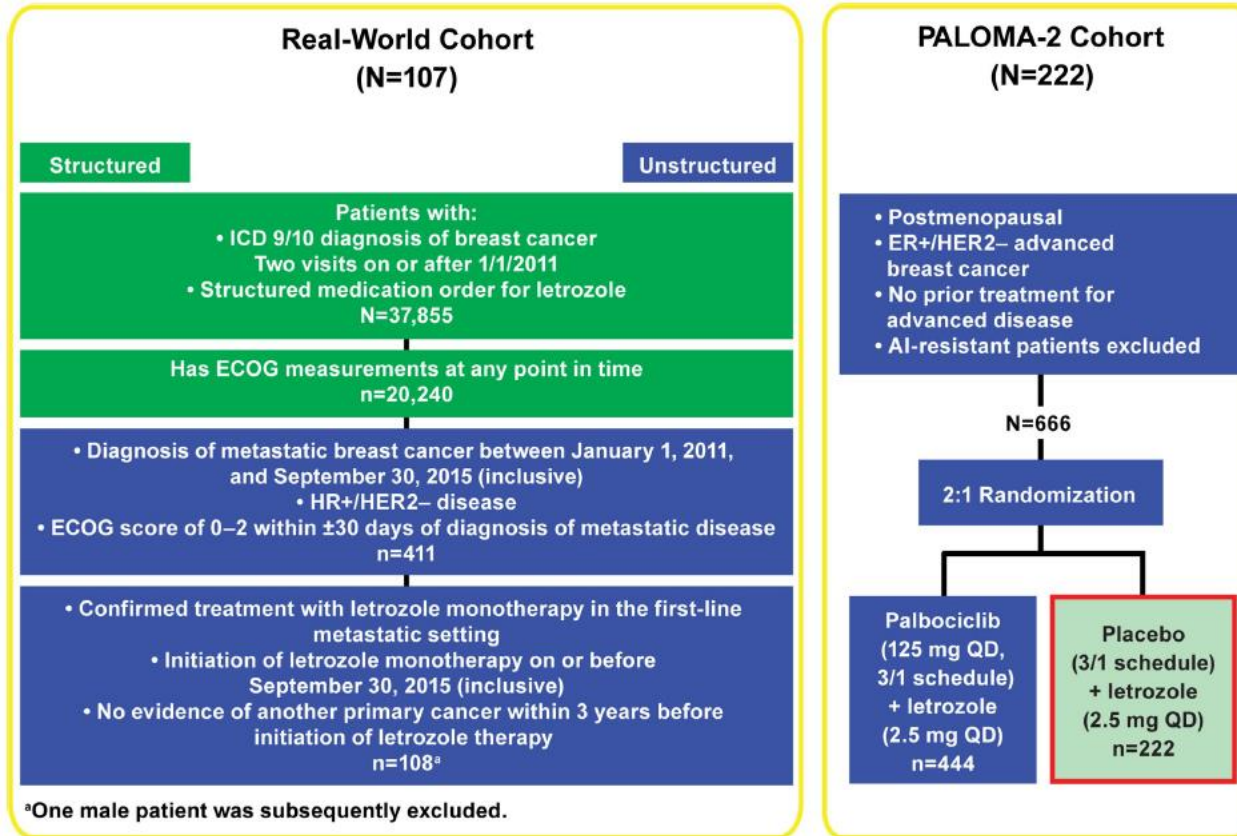 Real-World Cohort
(N=107)
Structured
Unstructured
Patients with:
• ICD 9/10 diagnosis of breast cancer
Two visits on or after 1/1/2011
• Structured medication order for letrozole
N=37,855
Has ECOG measurements at any point in time
n=20,240
• Diagnosis of metastatic breast cancer between January 1, 2011,
and September 30, 2015 (inclusive)
• HR+/HER2– disease
• ECOG score of 0–2 within ±30 days of diagnosis of metastatic disease
n=411
• Confirmed treatment with letrozole monotherapy in the first-line
metastatic setting
• Initiation of letrozole monotherapy on or before
September 30, 2015 (inclusive)
• No evidence of another primary cancer within 3 years before
initiation of letrozole therapy
n=108ᵃ
ᵃOne male patient was subsequently excluded.
PALOMA-2 Cohort
(N=222)
• Postmenopausal
• ER+/HER2– advanced
breast cancer
• No prior treatment for
advanced disease
• AI-resistant patients excluded
N=666
2:1 Randomization
Palbociclib
(125 mg QD,
3/1 schedule)
+ letrozole
(2.5 mg QD)
n=444
Placebo
(3/1 schedule)
+ letrozole
(2.5 mg QD)
n=222